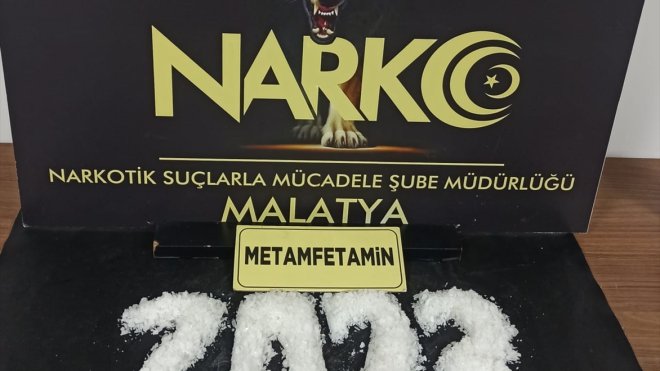 NARKO
NARKOTİK SUÇLARLA MÜCADELE ŞUBE MÜDÜRLÜĞÜ
MALATYA
METAMFETAMİN